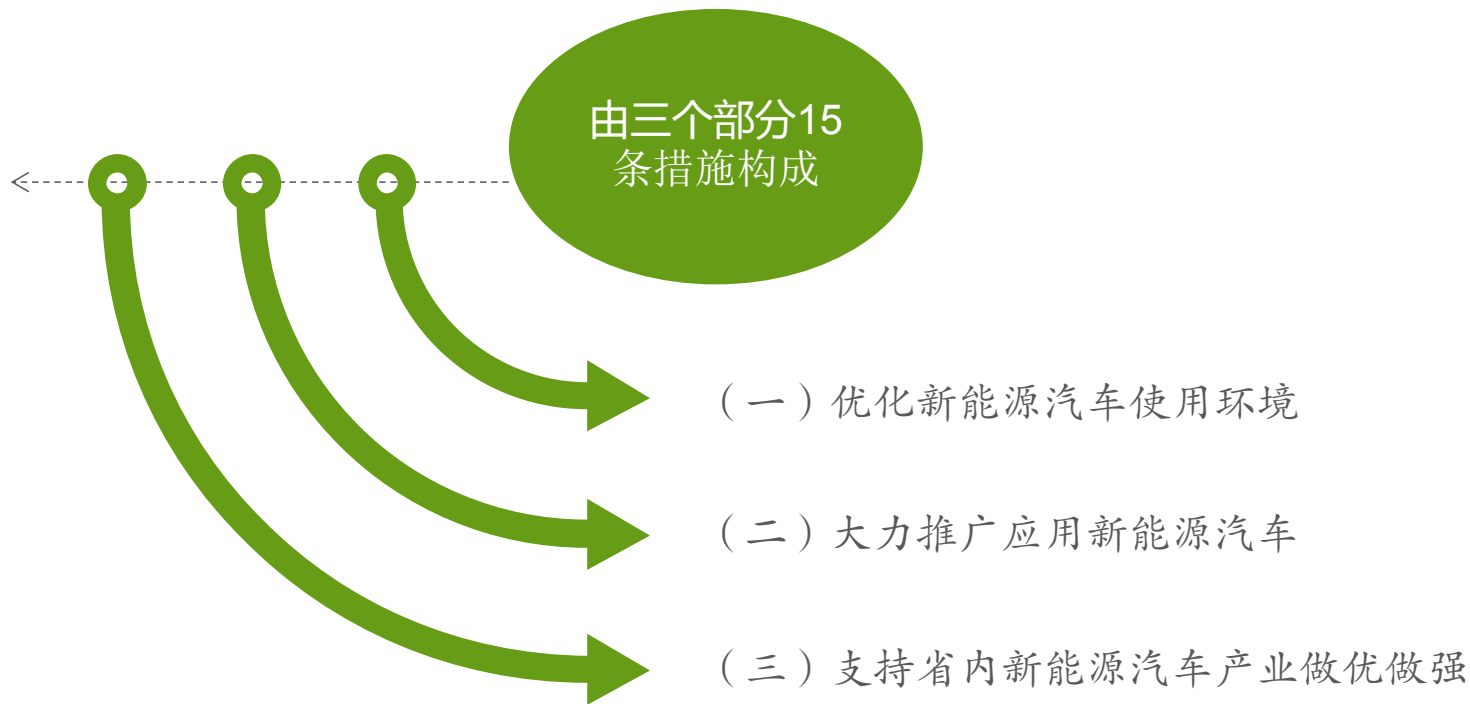 由三个部分15
条措施构成
（一）优化新能源汽车使用环境
（二）大力推广应用新能源汽车
（三）支持省内新能源汽车产业做优做强